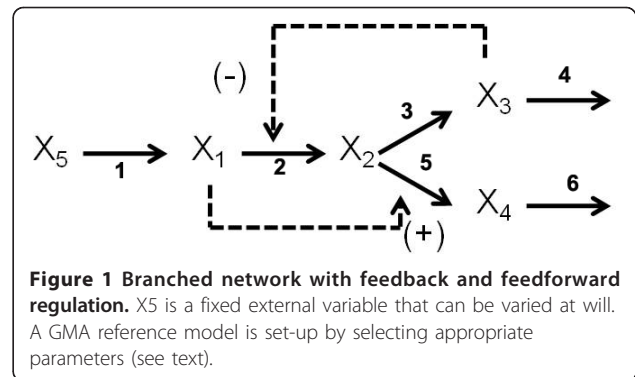 (-)
X5 1 X1 2 X2
3 X3 4
5 X4 6
(+)
Figure 1 Branched network with feedback and feedforward
regulation. X5 is a fixed external variable that can be varied at will.
A GMA reference model is set-up by selecting appropriate
parameters (see text).